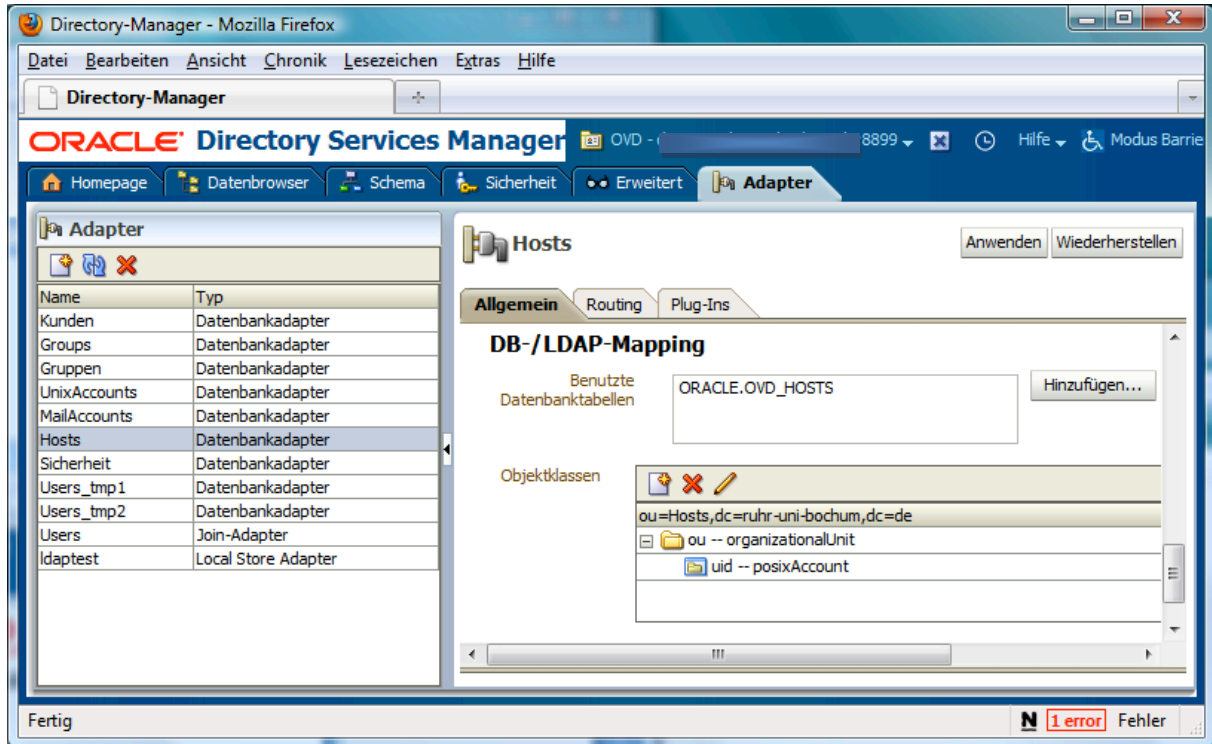 Directory-Manager - Mozilla Firefox
Datei Bearbeiten Ansicht Chronik Lesezeichen Extras Hilfe
Directory-Manager
ORACLE Directory Services Manager OVD - 8899 Hilfe Modus Barrie
Homepage Datenbrowser Schema Sicherheit Erweitert Adapter
Adapter
Name Typ
Kunden Datenbankadapter
Groups Datenbankadapter
Gruppen Datenbankadapter
UnixAccounts Datenbankadapter
MailAccounts Datenbankadapter
Hosts Datenbankadapter
Sicherheit Datenbankadapter
Users_tmp1 Datenbankadapter
Users_tmp2 Datenbankadapter
Users Join-Adapter
ldaptest Local Store Adapter
Hosts Anwenden Wiederherstellen
Allgemein Routing Plug-Ins
DB-/LDAP-Mapping
Benutzte
Datenbanktabellen
ORACLE.OVD_HOSTS
Hinzufügen...
Objektklassen
ou=Hosts,dc=ruhr-uni-bochum,dc=de
ou -- organizationalUnit
uid -- posixAccount
Fertig N 1 error Fehler